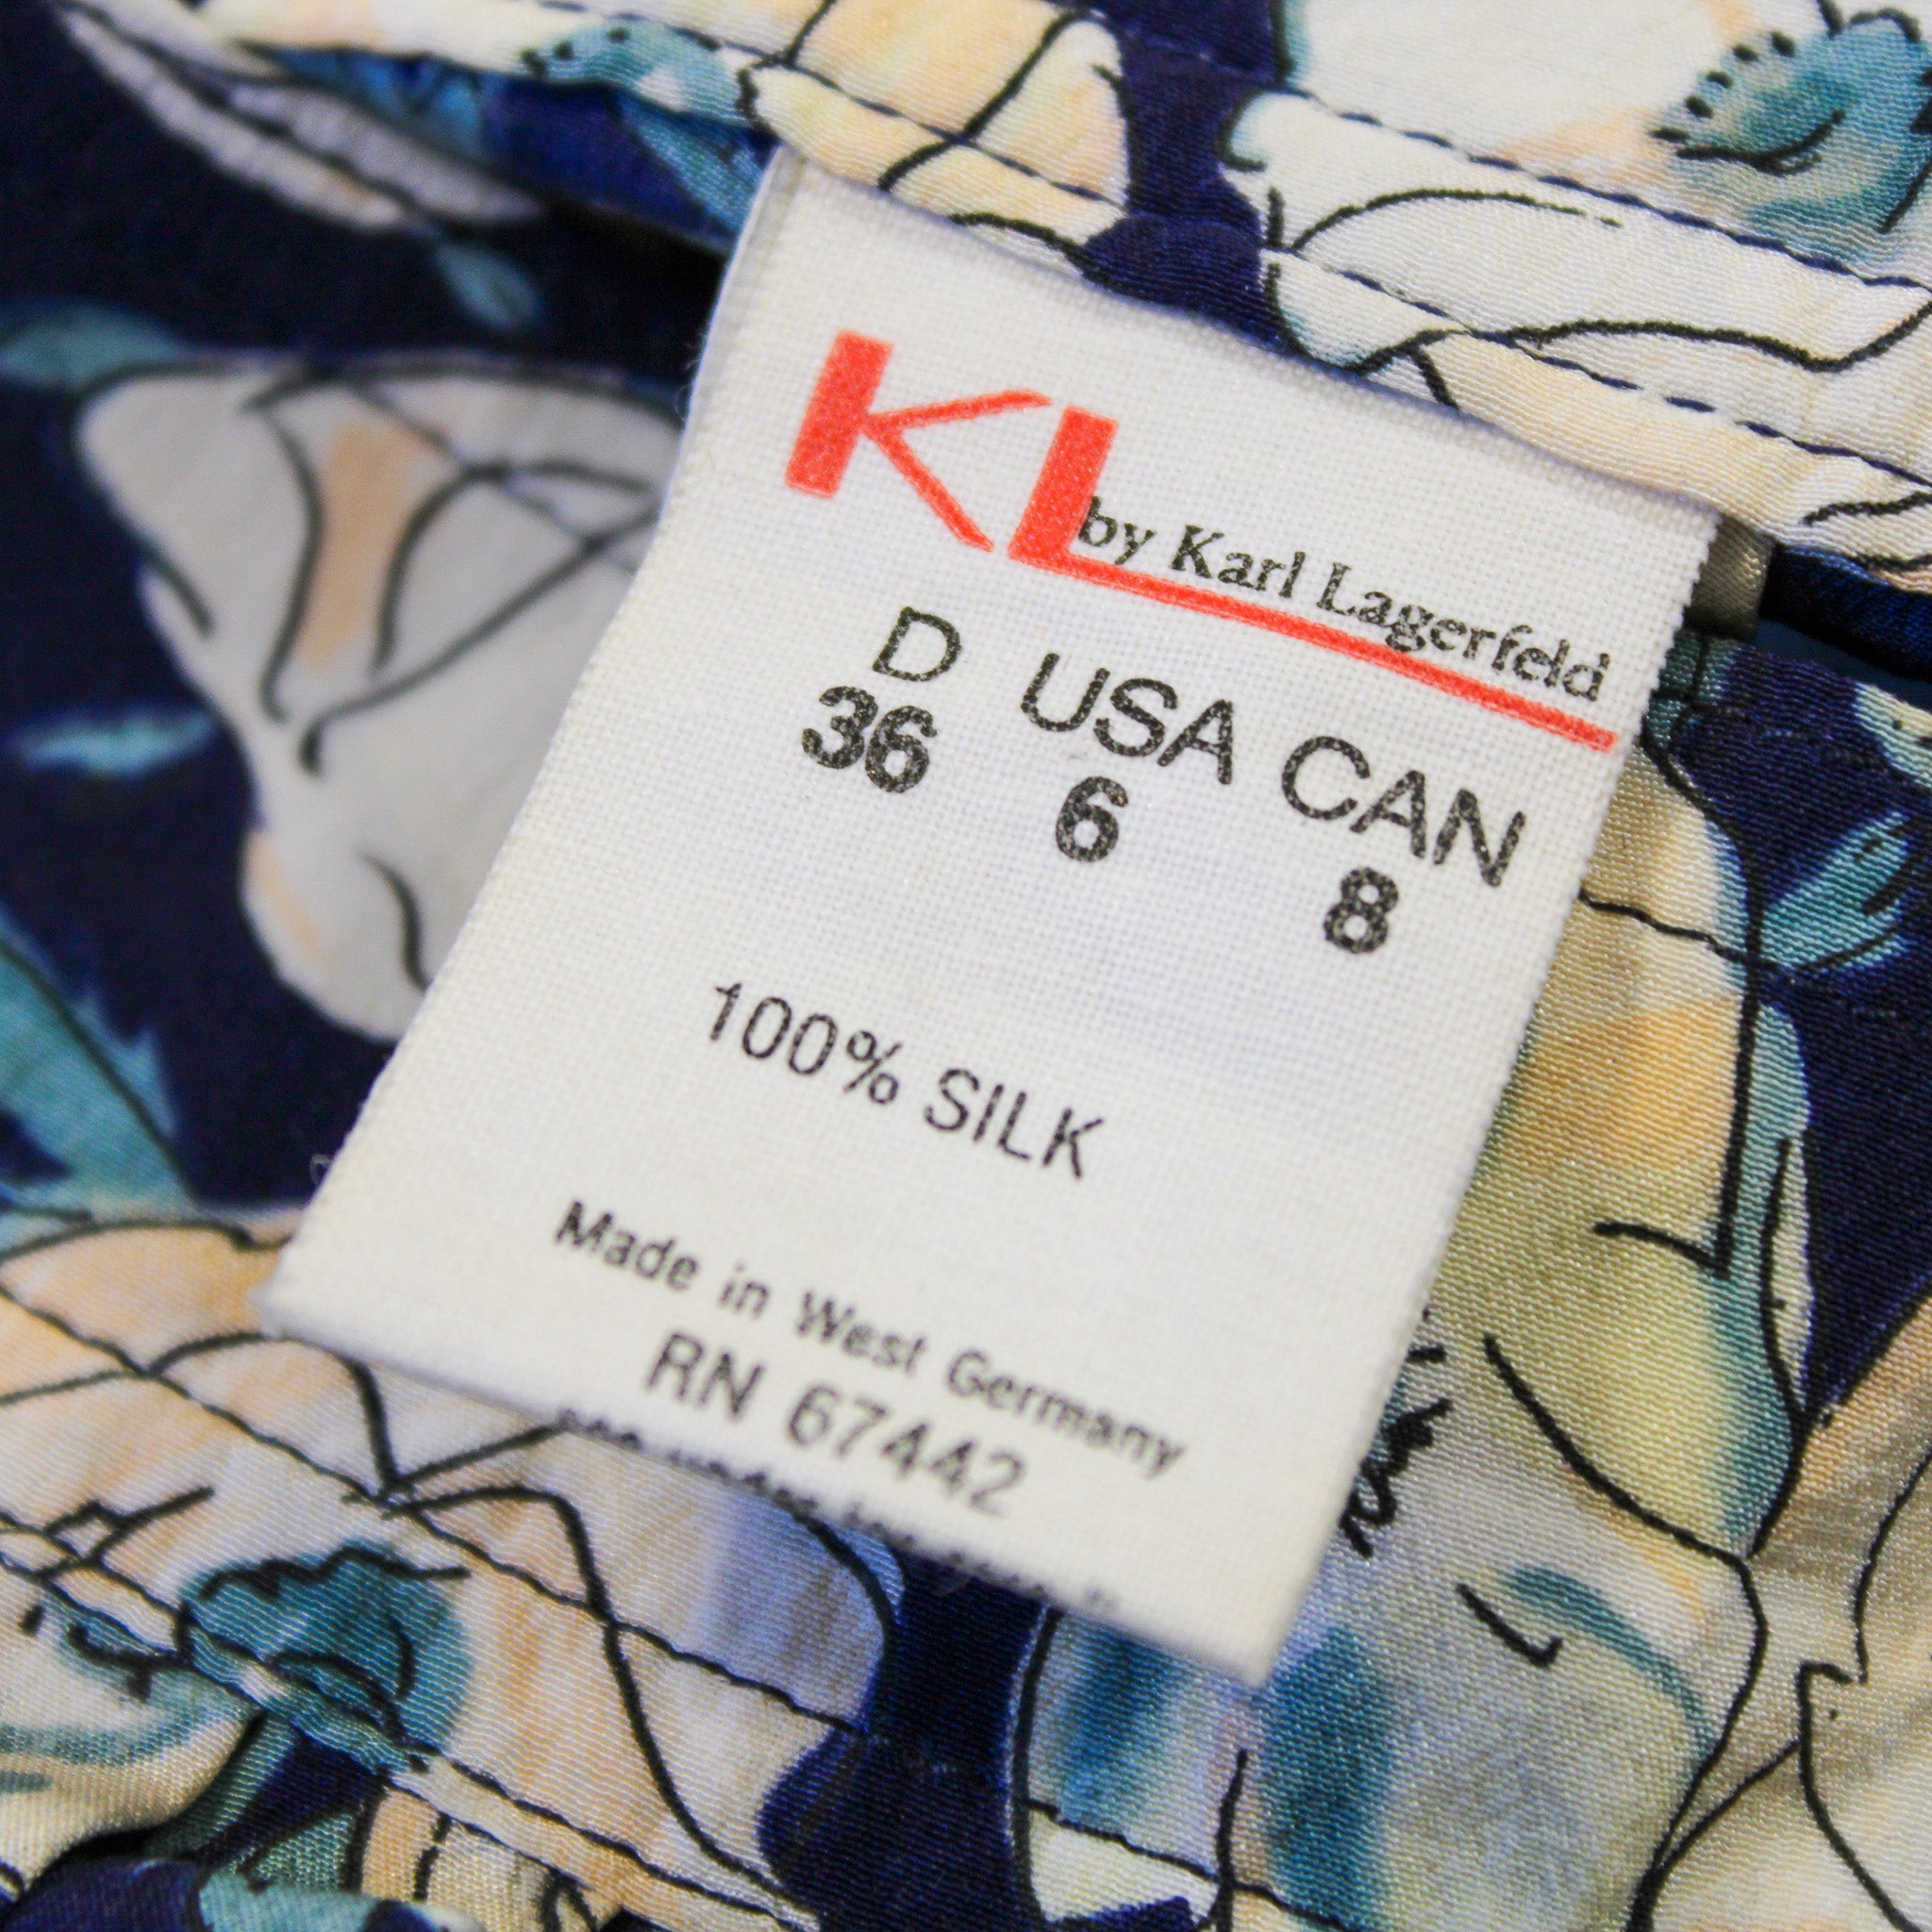 KL by Karl Lagerfeld
D USA CAN
36 6 8
100% SILK
Made in West Germany
RN 67442